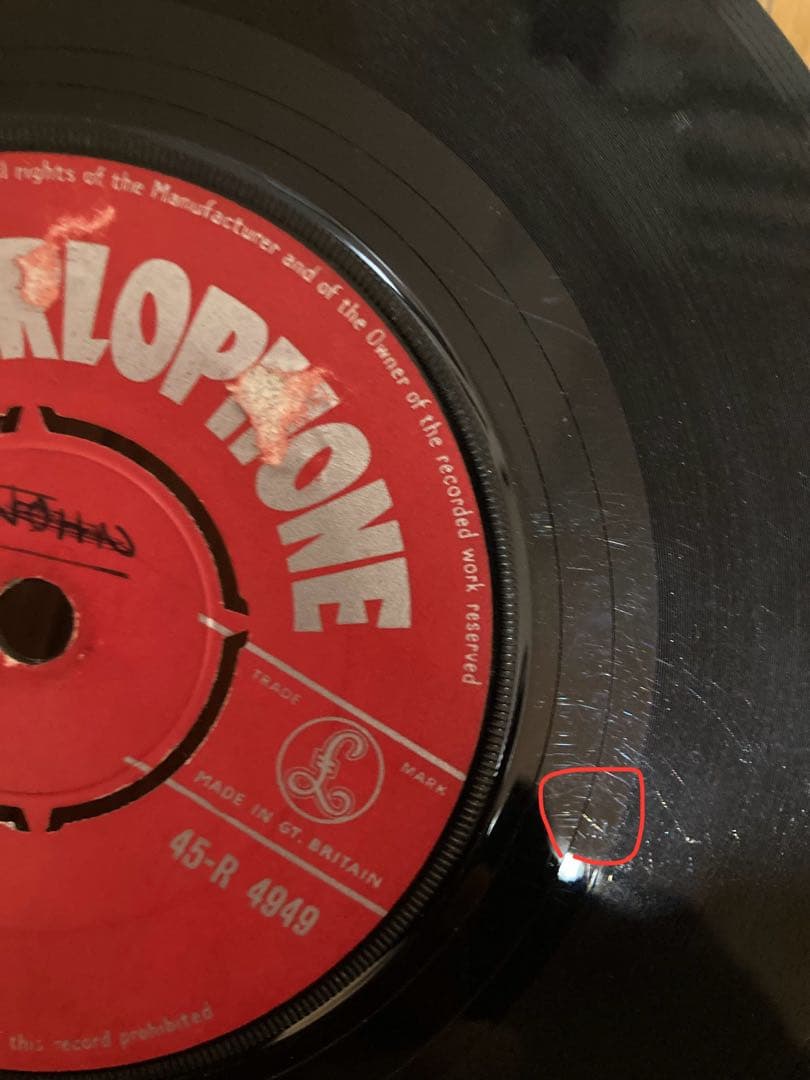 rights of the Manufacturer and of the Owner of the recorded work reserved
RLOPHONE
JOHN
TRADE £ MARK
MADE IN GT. BRITAIN
45-R 4949
this record prohibited